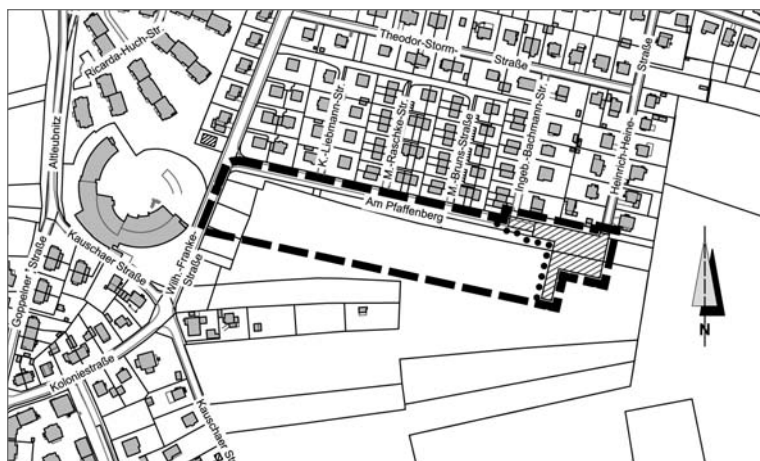 Theodor-Storm-
Straße
Straße
Ricarda-Huch-Str.
Altleubnitz
K.-Liebmann-Str.
M.-Raschke-Str.
M.-Bruns-Straße
Ingeb.-Bachmann-Str.
Heinrich-Heine-
Am Pfaffenberg
Wilh.-Franke-
Straße
Kauschaer Straße
Goppelner Straße
Koloniestraße
Kauschaer Str
N